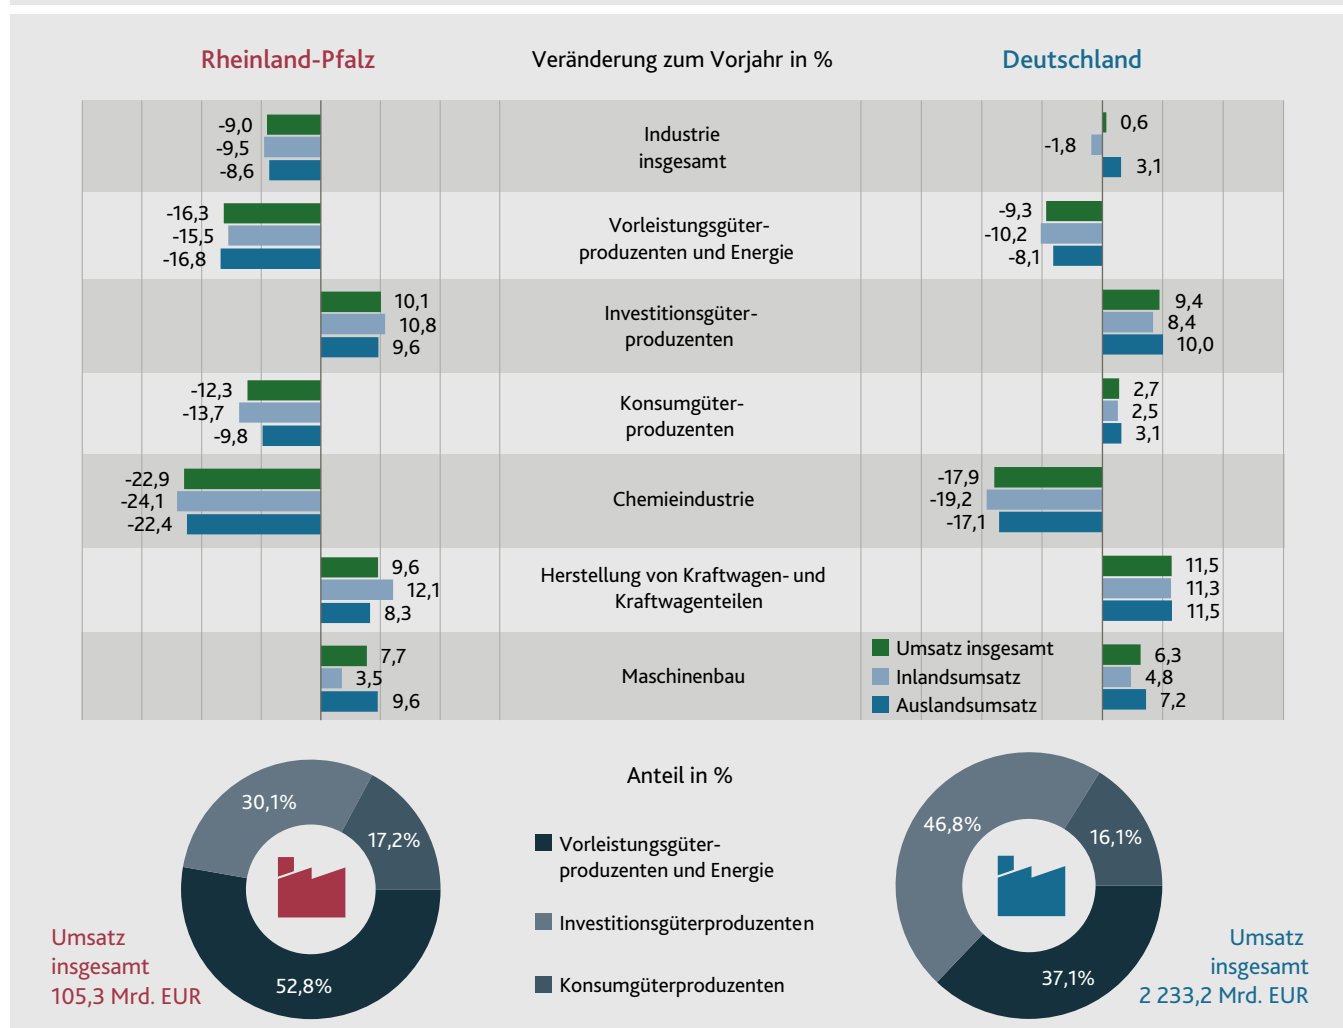 Rheinland-Pfalz
Veränderung zum Vorjahr in %
Deutschland
-9,0
-9,5
-8,6
Industrie
insgesamt
0,6
-1,8
3,1
-16,3
-15,5
-16,8
Vorleistungsgüter-
produzenten und Energie
-9,3
-10,2
-8,1
10,1
10,8
9,6
Investitionsgüter-
produzenten
9,4
8,4
10,0
-12,3
-13,7
-9,8
Konsumgüter-
produzenten
2,7
2,5
3,1
-22,9
-24,1
-22,4
Chemieindustrie
-17,9
-19,2
-17,1
9,6
12,1
8,3
Herstellung von Kraftwagen- und
Kraftwagenteilen
11,5
11,3
11,5
7,7
3,5
9,6
Maschinenbau
Umsatz insgesamt
Inlandsumsatz
Auslandsumsatz
6,3
4,8
7,2
Anteil in %
30,1%
17,2%
52,8%
Umsatz
insgesamt
105,3 Mrd. EUR
Vorleistungsgüter-
produzenten und Energie
Investitionsgüterproduzenten
Konsumgüterproduzenten
46,8%
16,1%
37,1%
Umsatz
insgesamt
2 233,2 Mrd. EUR